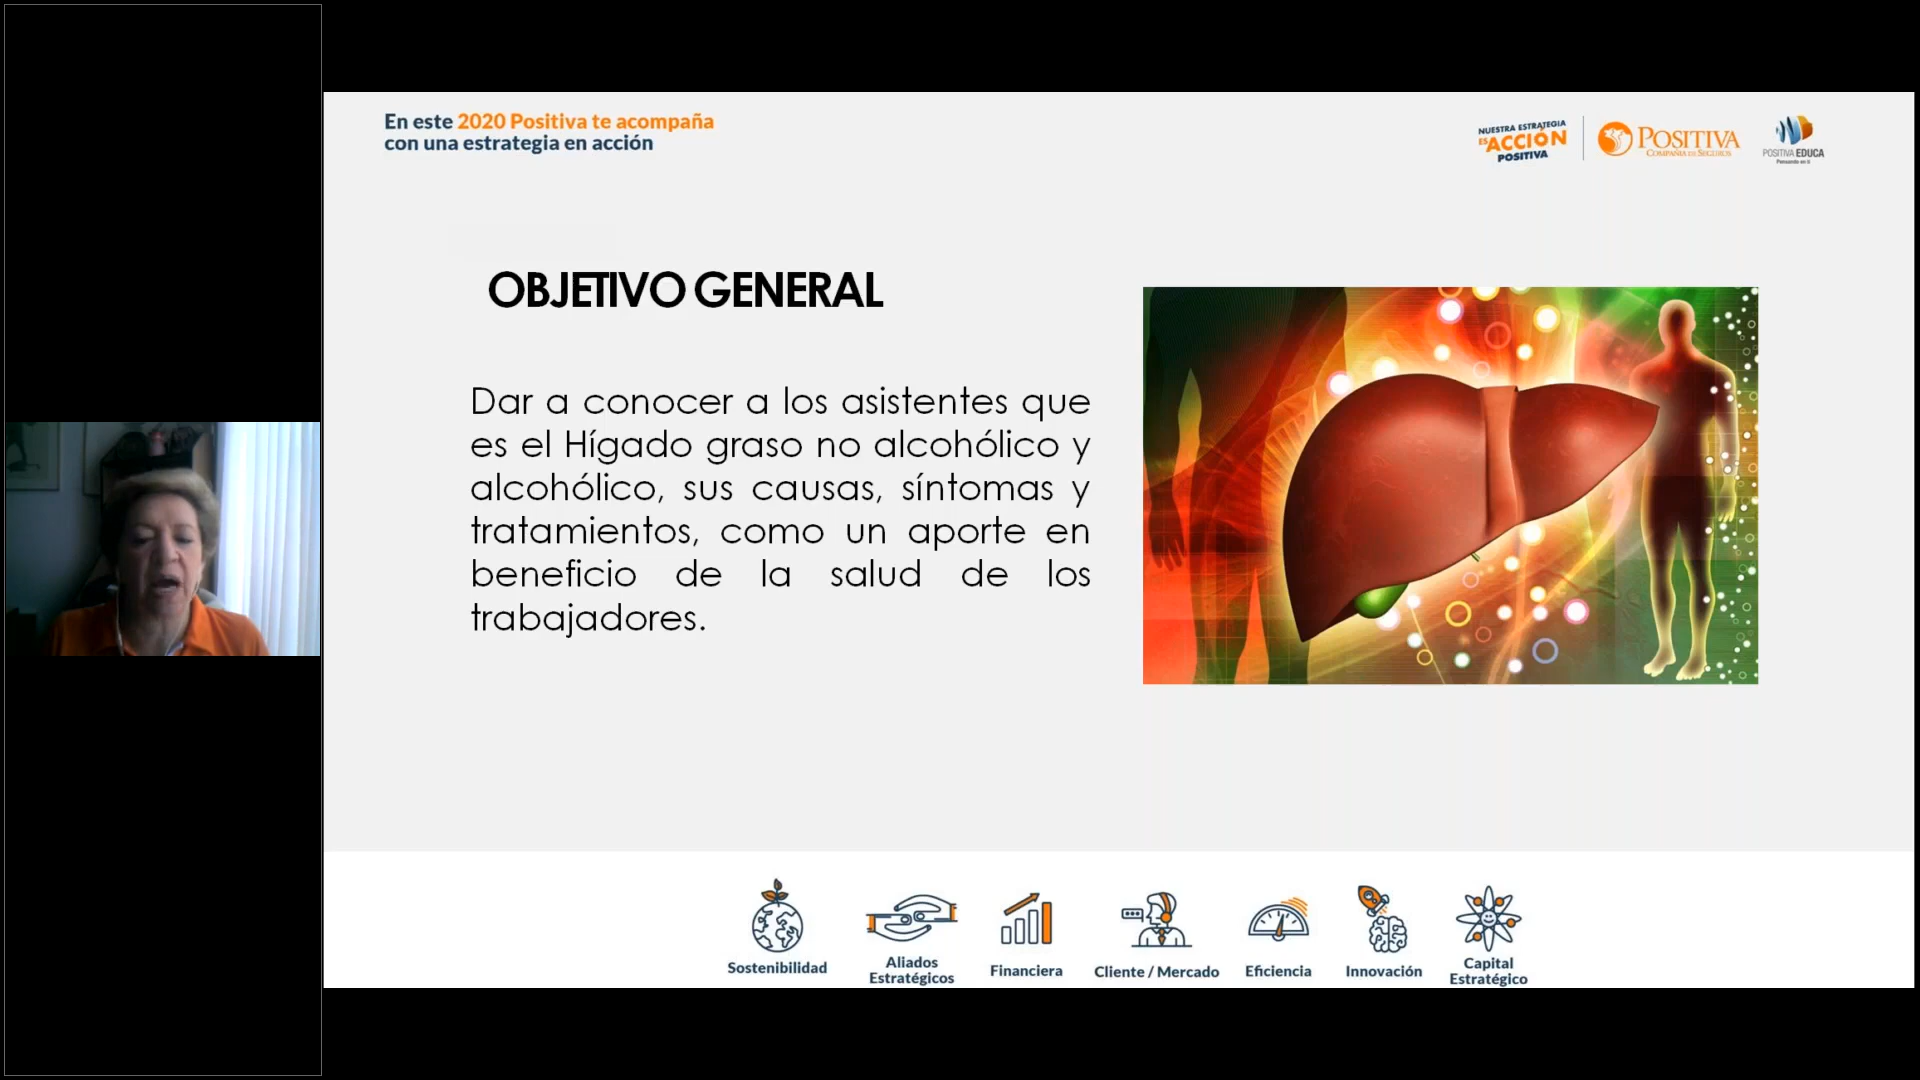 En este 2020 Positiva te acompaña
con una estrategia en acción
NUESTRA ESTRATEGIA
ES ACCIÓN
POSITIVA
POSITIVA
COMPAÑÍA DE SEGUROS
POSITIVA EDUCA
Pensando en ti
OBJETIVO GENERAL
Dar a conocer a los asistentes que
es el Hígado graso no alcohólico y
alcohólico, sus causas, síntomas y
tratamientos, como un aporte en
beneficio de la salud de los
trabajadores.
Sostenibilidad
Aliados
Estratégicos
Financiera
Cliente / Mercado
Eficiencia
Innovación
Capital
Estratégico